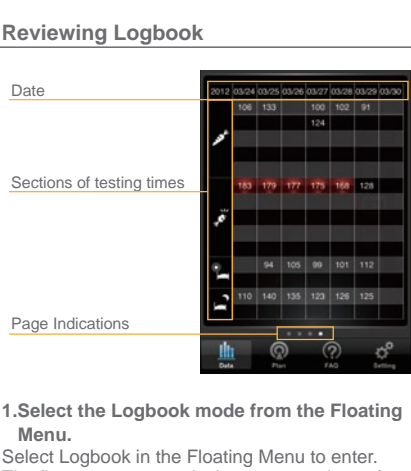 Reviewing Logbook
Date
2012 03/24 03/25 03/26 03/27 03/28 03/29 03/30
106 133 100 102 91
124
Sections of testing times
183 179 177 175 168 128
94 105 99 101 112
110 140 135 123 126 125
Page Indications
Data Plan FAQ Setting
1.Select the Logbook mode from the Floating
Menu.
Select Logbook in the Floating Menu to enter.